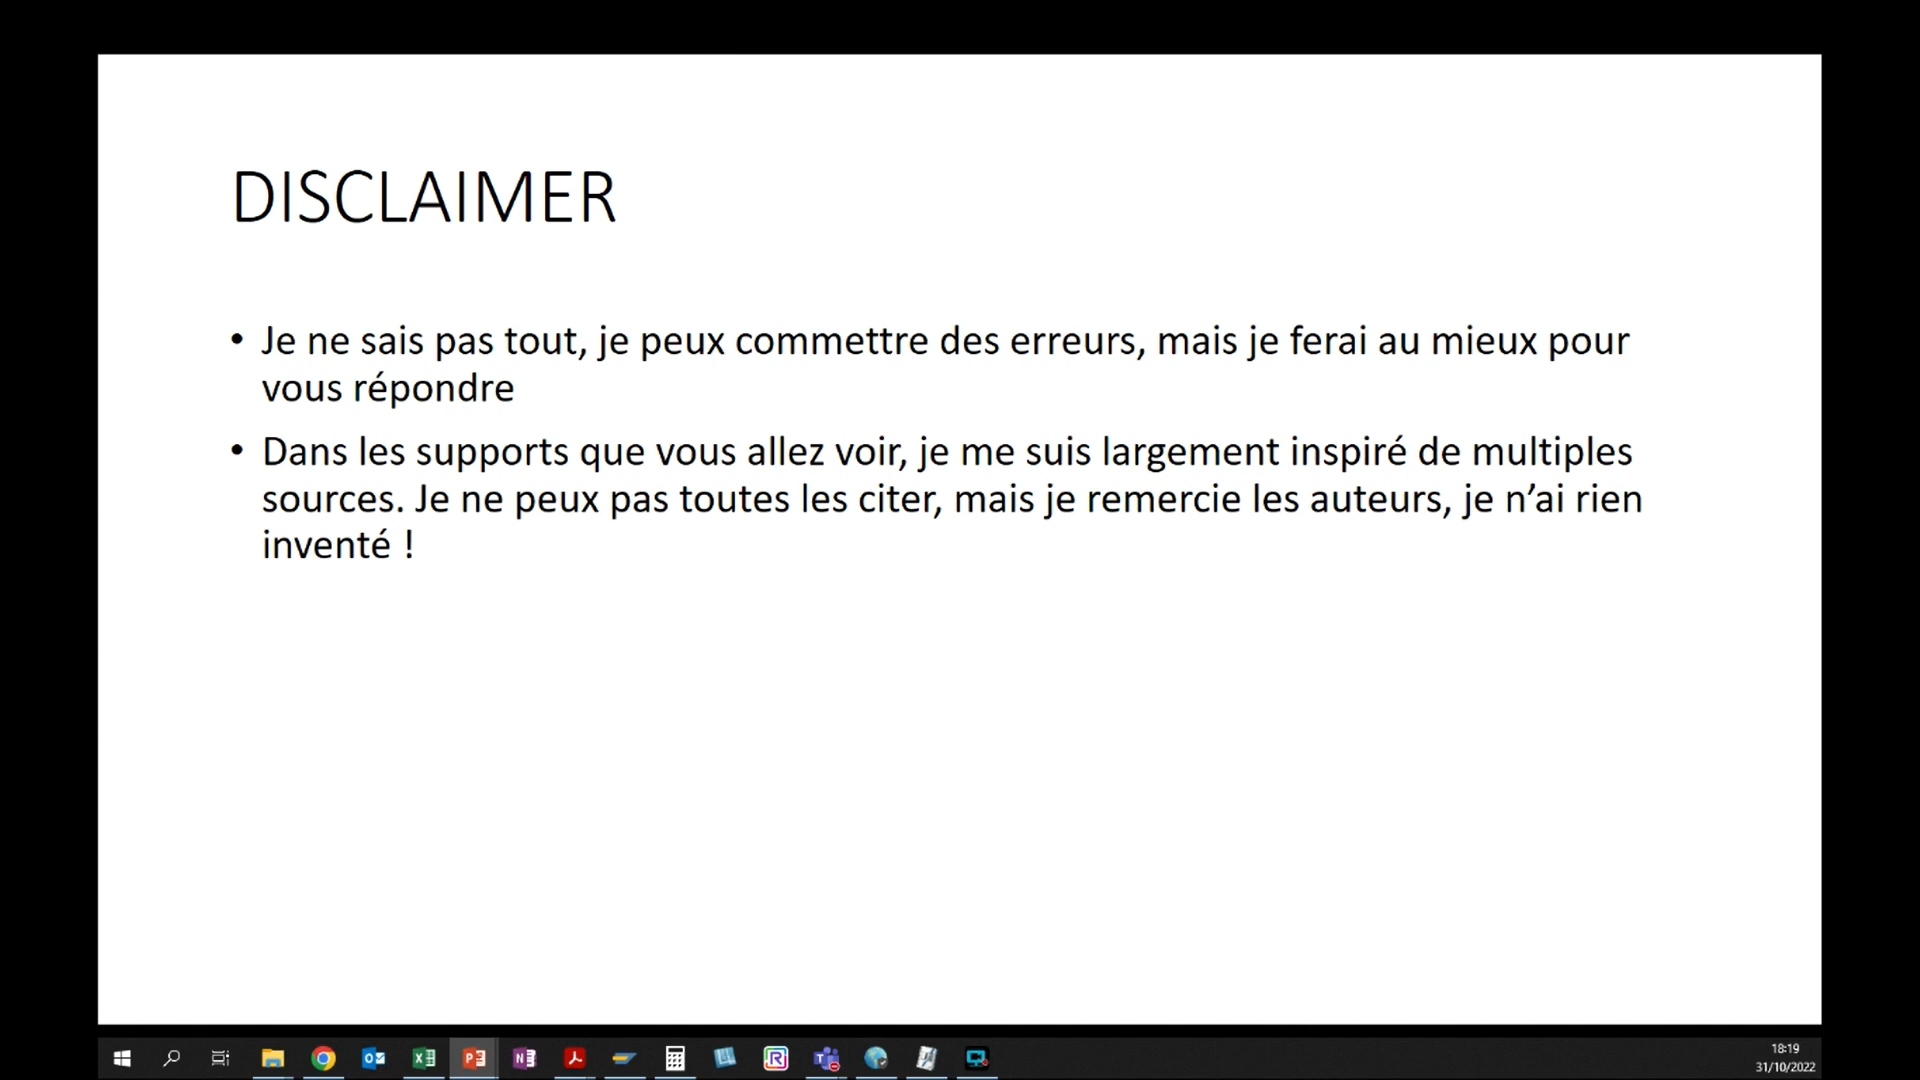 DISCLAIMER
• Je ne sais pas tout, je peux commettre des erreurs, mais je ferai au mieux pour
vous répondre
• Dans les supports que vous allez voir, je me suis largement inspiré de multiples
sources. Je ne peux pas toutes les citer, mais je remercie les auteurs, je n’ai rien
inventé !
18:19
31/10/2022